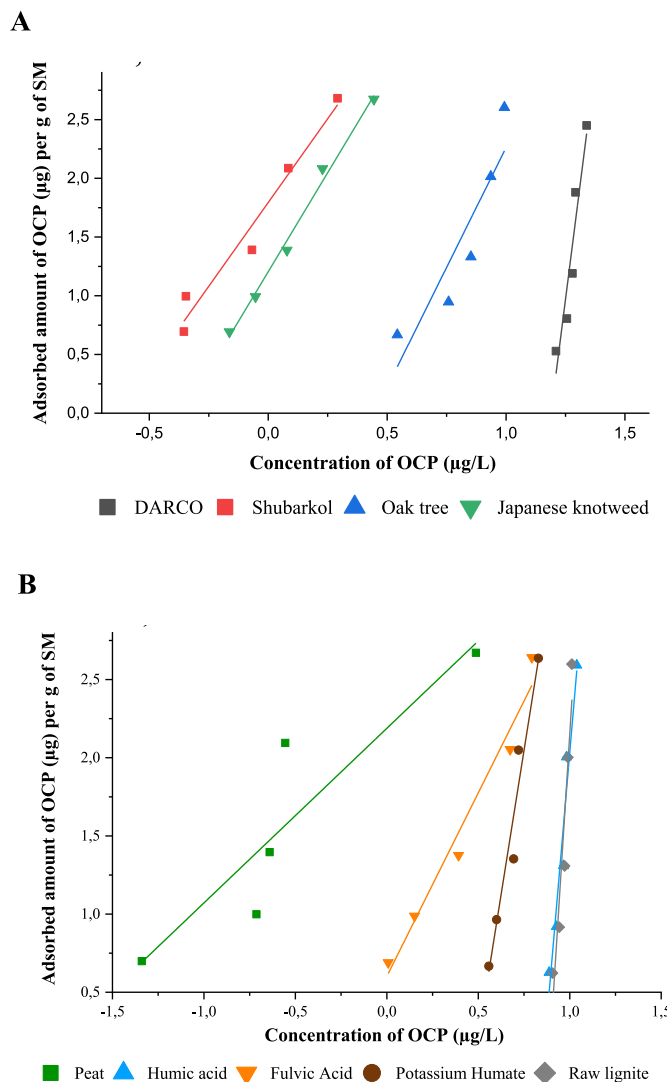 A
Adsorbed amount of OCP (µg) per g of SM
2,5
2,0
1,5
1,0
0,5
0,0
-0,5 0,0 0,5 1,0 1,5
Concentration of OCP (µg/L)
DARCO Shubarkol Oak tree Japanese knotweed
B
Adsorbed amount of OCP (µg) per g of SM
2,5
2,0
1,5
1,0
0,5
-1,5 -1,0 -0,5 0,0 0,5 1,0 1,5
Concentration of OCP (µg/L)
Peat Humic acid Fulvic Acid Potassium Humate Raw lignite